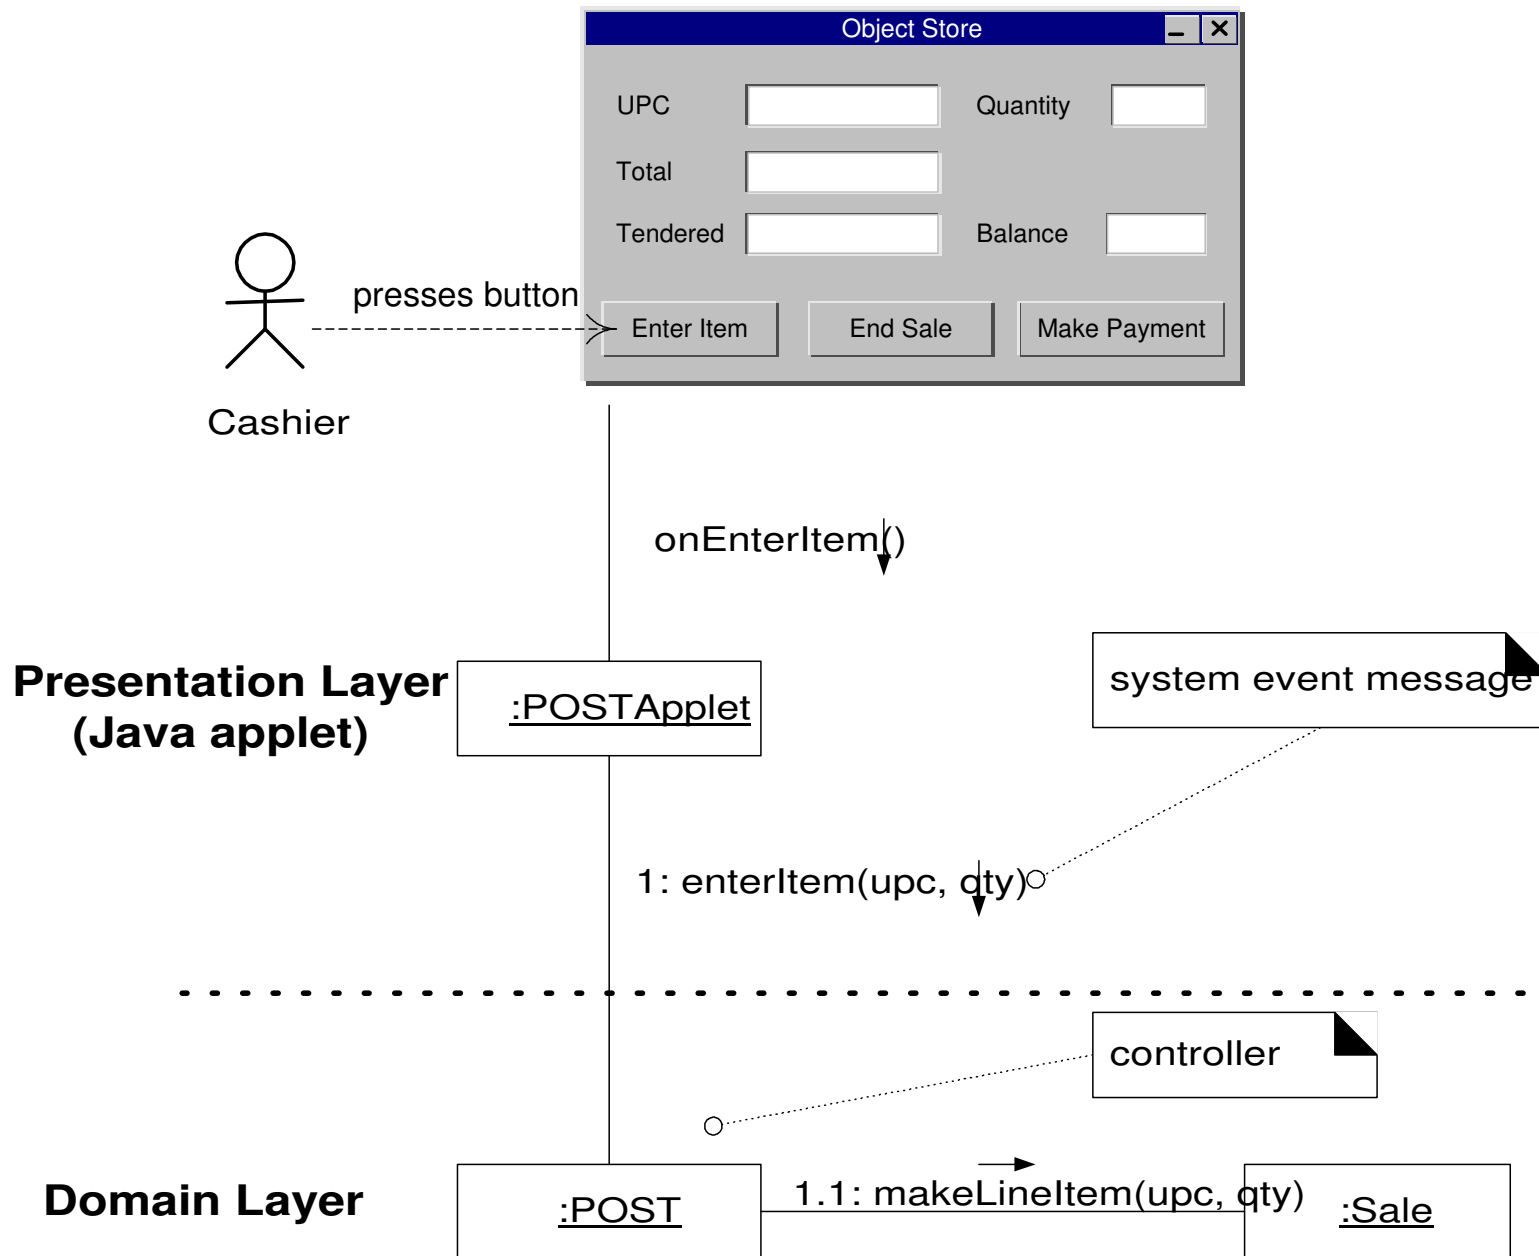 Object Store
UPC
Quantity
Total
Tendered
Balance
presses button
Enter Item
End Sale
Make Payment
Cashier
onEnterItem()
Presentation Layer
(Java applet)
:POSTApplet
system event message
1: enterItem(upc, qty)
controller
Domain Layer
:POST
1.1: makeLineItem(upc, qty)
:Sale